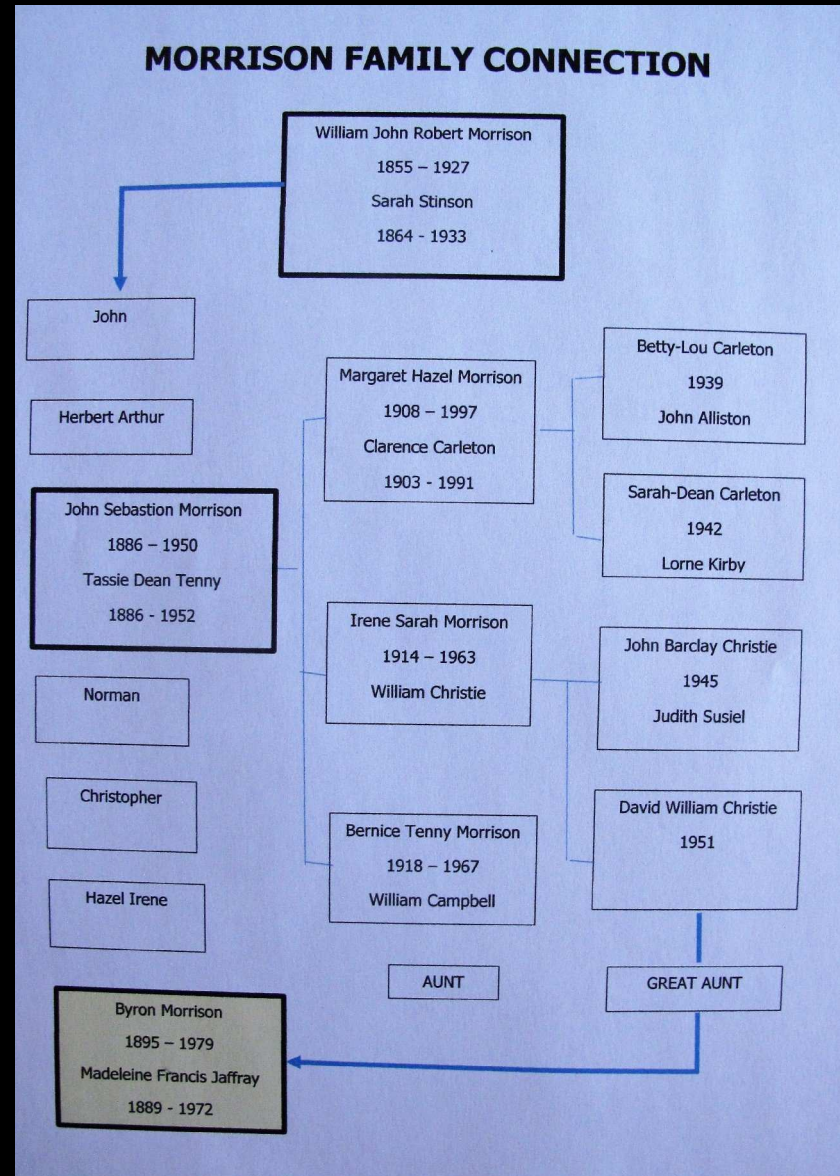 MORRISON FAMILY CONNECTION
William John Robert Morrison
1855 – 1927
Sarah Stinson
1864 - 1933
John
Herbert Arthur
John Sebastion Morrison
1886 – 1950
Tassie Dean Tenny
1886 - 1952
Norman
Christopher
Hazel Irene
Byron Morrison
1895 – 1979
Madeleine Francis Jaffray
1889 - 1972
Margaret Hazel Morrison
1908 – 1997
Clarence Carleton
1903 - 1991
Irene Sarah Morrison
1914 – 1963
William Christie
Bernice Tenny Morrison
1918 – 1967
William Campbell
AUNT
Betty-Lou Carleton
1939
John Alliston
Sarah-Dean Carleton
1942
Lorne Kirby
John Barclay Christie
1945
Judith Susiel
David William Christie
1951
GREAT AUNT